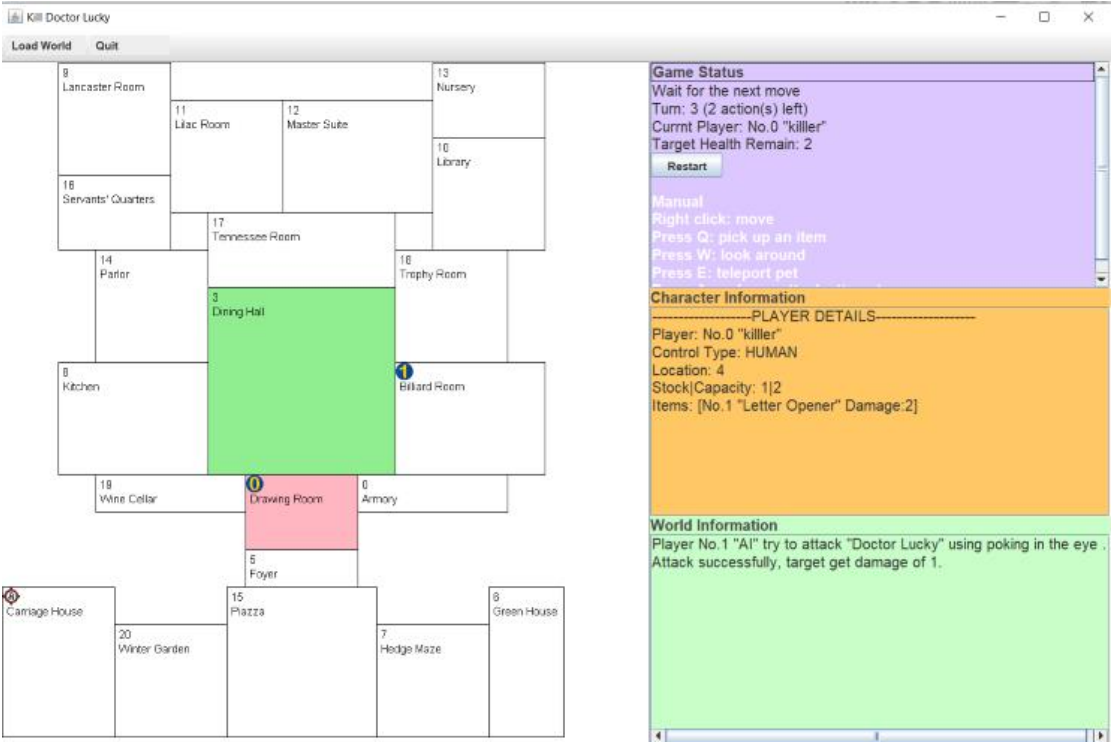 Kill Doctor Lucky
Load World Quit
9
Lancaster Room
11
Lilac Room
12
Master Suite
13
Nursery
10
Library
16
Servants' Quarters
17
Tennessee Room
14
Parlor
18
Trophy Room
3
Dining Hall
8
Kitchen
1
Billiard Room
19
Wine Cellar
0
Drawing Room
0
Armory
5
Foyer
Carriage House
15
Piazza
6
Green House
20
Winter Garden
7
Hedge Maze
Game Status
Wait for the next move
Turn: 3 (2 action(s) left)
Currnt Player: No.0 "killler"
Target Health Remain: 2
Restart
Manual
Right click: move
Press Q: pick up an item
Press W: look around
Press E: teleport pet
Character Information
-------------------PLAYER DETAILS-------------------
Player: No.0 "killler"
Control Type: HUMAN
Location: 4
Stock|Capacity: 1|2
Items: [No.1 "Letter Opener" Damage:2]
World Information
Player No.1 "AI" try to attack "Doctor Lucky" using poking in the eye .
Attack successfully, target get damage of 1.